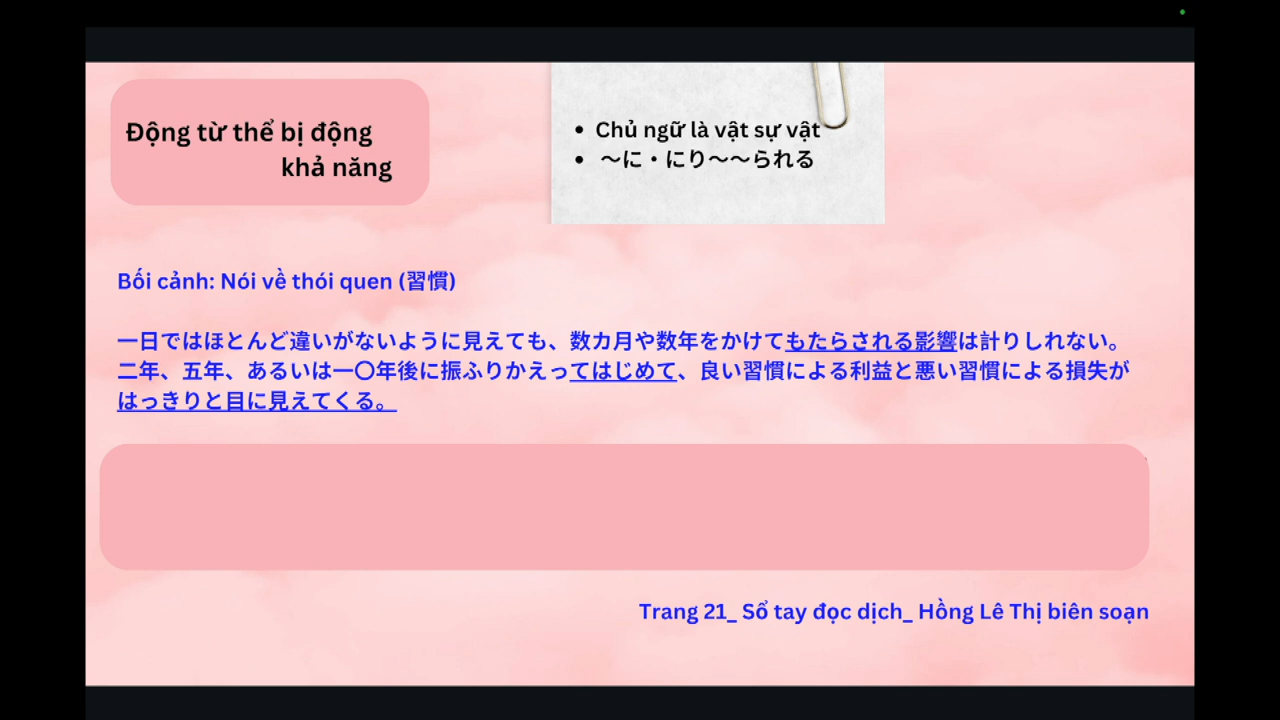 Động từ thể bị động
khả năng
• Chủ ngữ là vật sự vật
• 〜に・にり〜〜られる
Bối cảnh: Nói về thói quen (習慣)
一日ではほとんど違いがないように見えても、数カ月や数年をかけてもたらされる影響は計りしれない。
二年、五年、あるいは一〇年後に振ふりかえってはじめて、良い習慣による利益と悪い習慣による損失が
はっきりと目に見えてくる。
Trang 21_ Sổ tay đọc dịch_ Hồng Lê Thị biên soạn